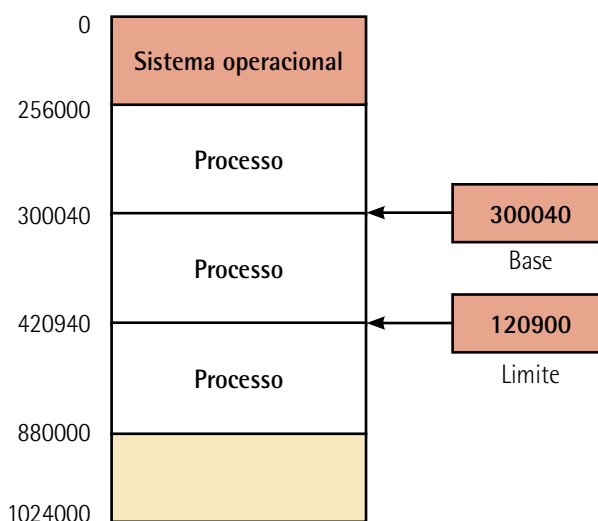 0
Sistema operacional
256000
Processo
300040
300040
Base
Processo
420940
120900
Limite
Processo
880000
1024000